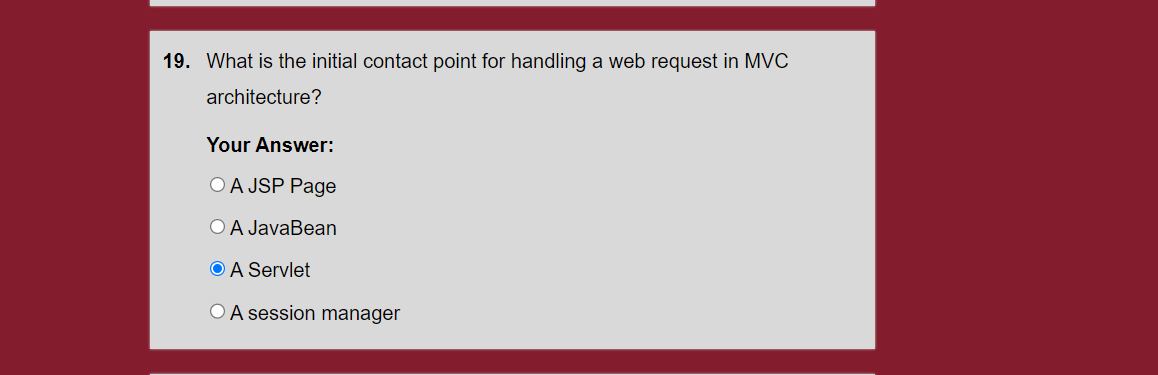 19. What is the initial contact point for handling a web request in MVC
architecture?
Your Answer:
A JSP Page
A JavaBean
A Servlet
A session manager